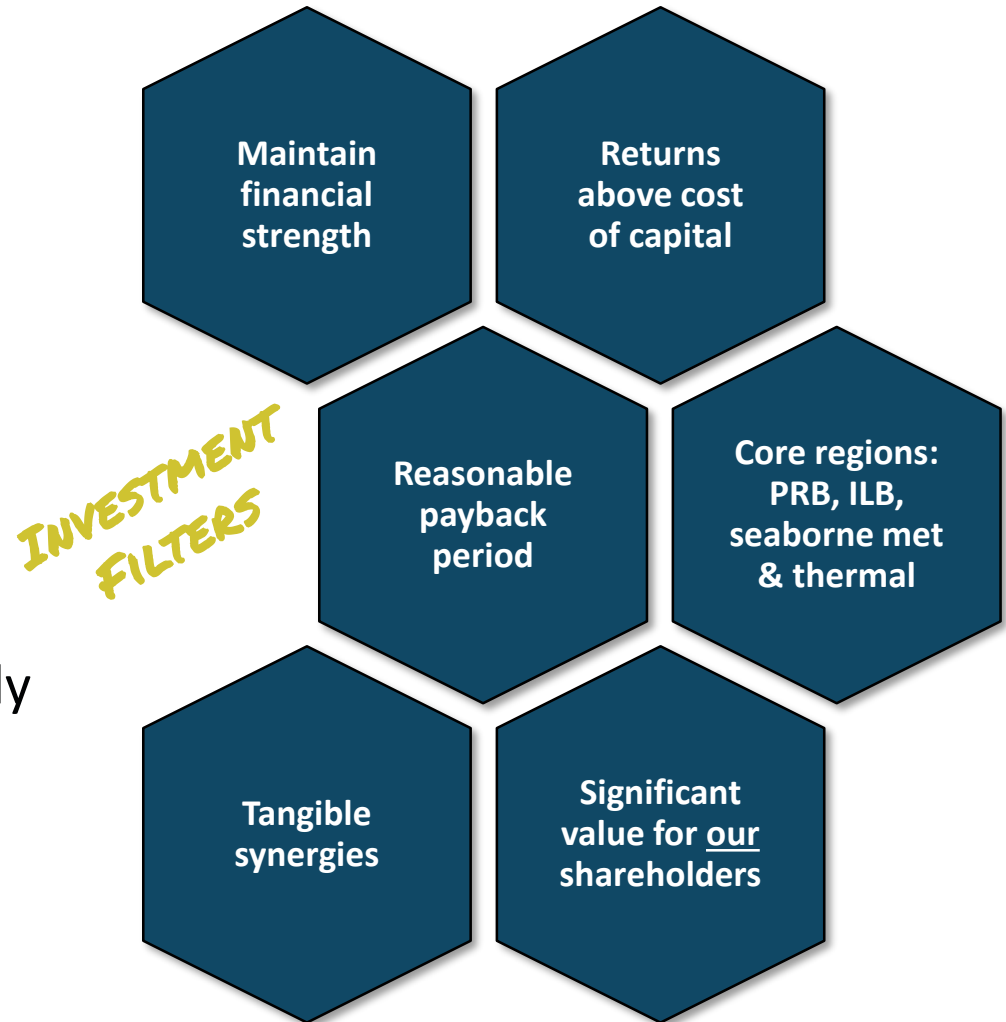 Maintain
financial
strength
Returns
above cost
of capital
INVESTMENT
FILTERS
Reasonable
payback
period
Core regions:
PRB, ILB,
seaborne met
& thermal
Tangible
synergies
Significant
value for our
shareholders